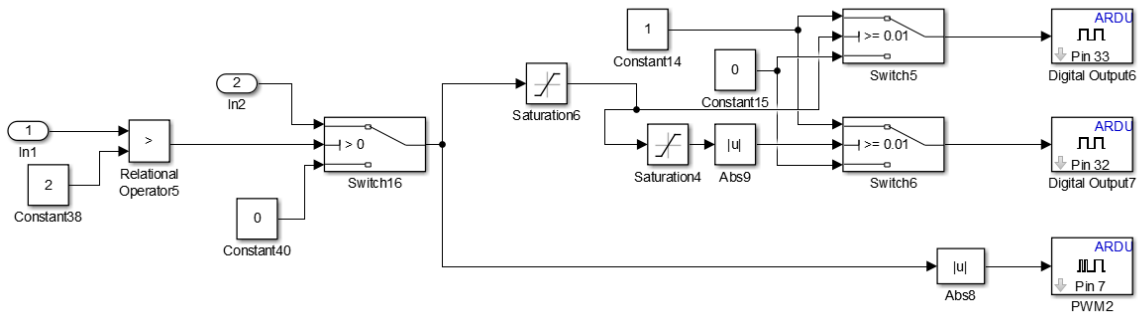 1
In1
2
Constant38
>
Relational
Operator5
2
In2
0
Constant40
> 0
Switch16
Saturation6
1
Constant14
0
Constant15
Saturation4
|u|
Abs9
>= 0.01
Switch5
>= 0.01
Switch6
ARDU
Pin 33
Digital Output6
ARDU
Pin 32
Digital Output7
|u|
Abs8
ARDU
Pin 7
PWM2